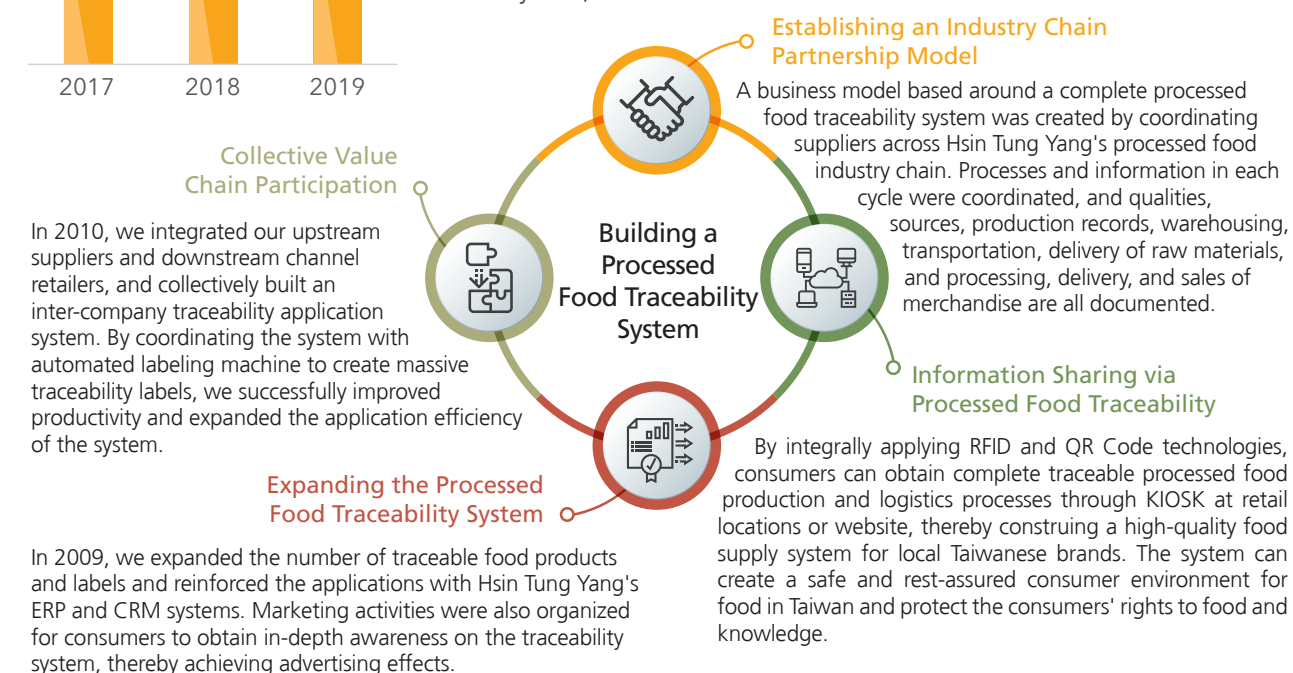 2017 2018 2019
Establishing an Industry Chain
Partnership Model
A business model based around a complete processed
food traceability system was created by coordinating
suppliers across Hsin Tung Yang's processed food
industry chain. Processes and information in each
cycle were coordinated, and qualities,
sources, production records, warehousing,
transportation, delivery of raw materials,
and processing, delivery, and sales of
merchandise are all documented.
Collective Value
Chain Participation
In 2010, we integrated our upstream
suppliers and downstream channel
retailers, and collectively built an
inter-company traceability application
system. By coordinating the system with
automated labeling machine to create massive
traceability labels, we successfully improved
productivity and expanded the application efficiency
of the system.
Building a
Processed
Food Traceability
System
Information Sharing via
Processed Food Traceability
By integrally applying RFID and QR Code technologies,
consumers can obtain complete traceable processed food
production and logistics processes through KIOSK at retail
locations or website, thereby construing a high-quality food
supply system for local Taiwanese brands. The system can
create a safe and rest-assured consumer environment for
food in Taiwan and protect the consumers' rights to food and
knowledge.
Expanding the Processed
Food Traceability System
In 2009, we expanded the number of traceable food products
and labels and reinforced the applications with Hsin Tung Yang's
ERP and CRM systems. Marketing activities were also organized
for consumers to obtain in-depth awareness on the traceability
system, thereby achieving advertising effects.